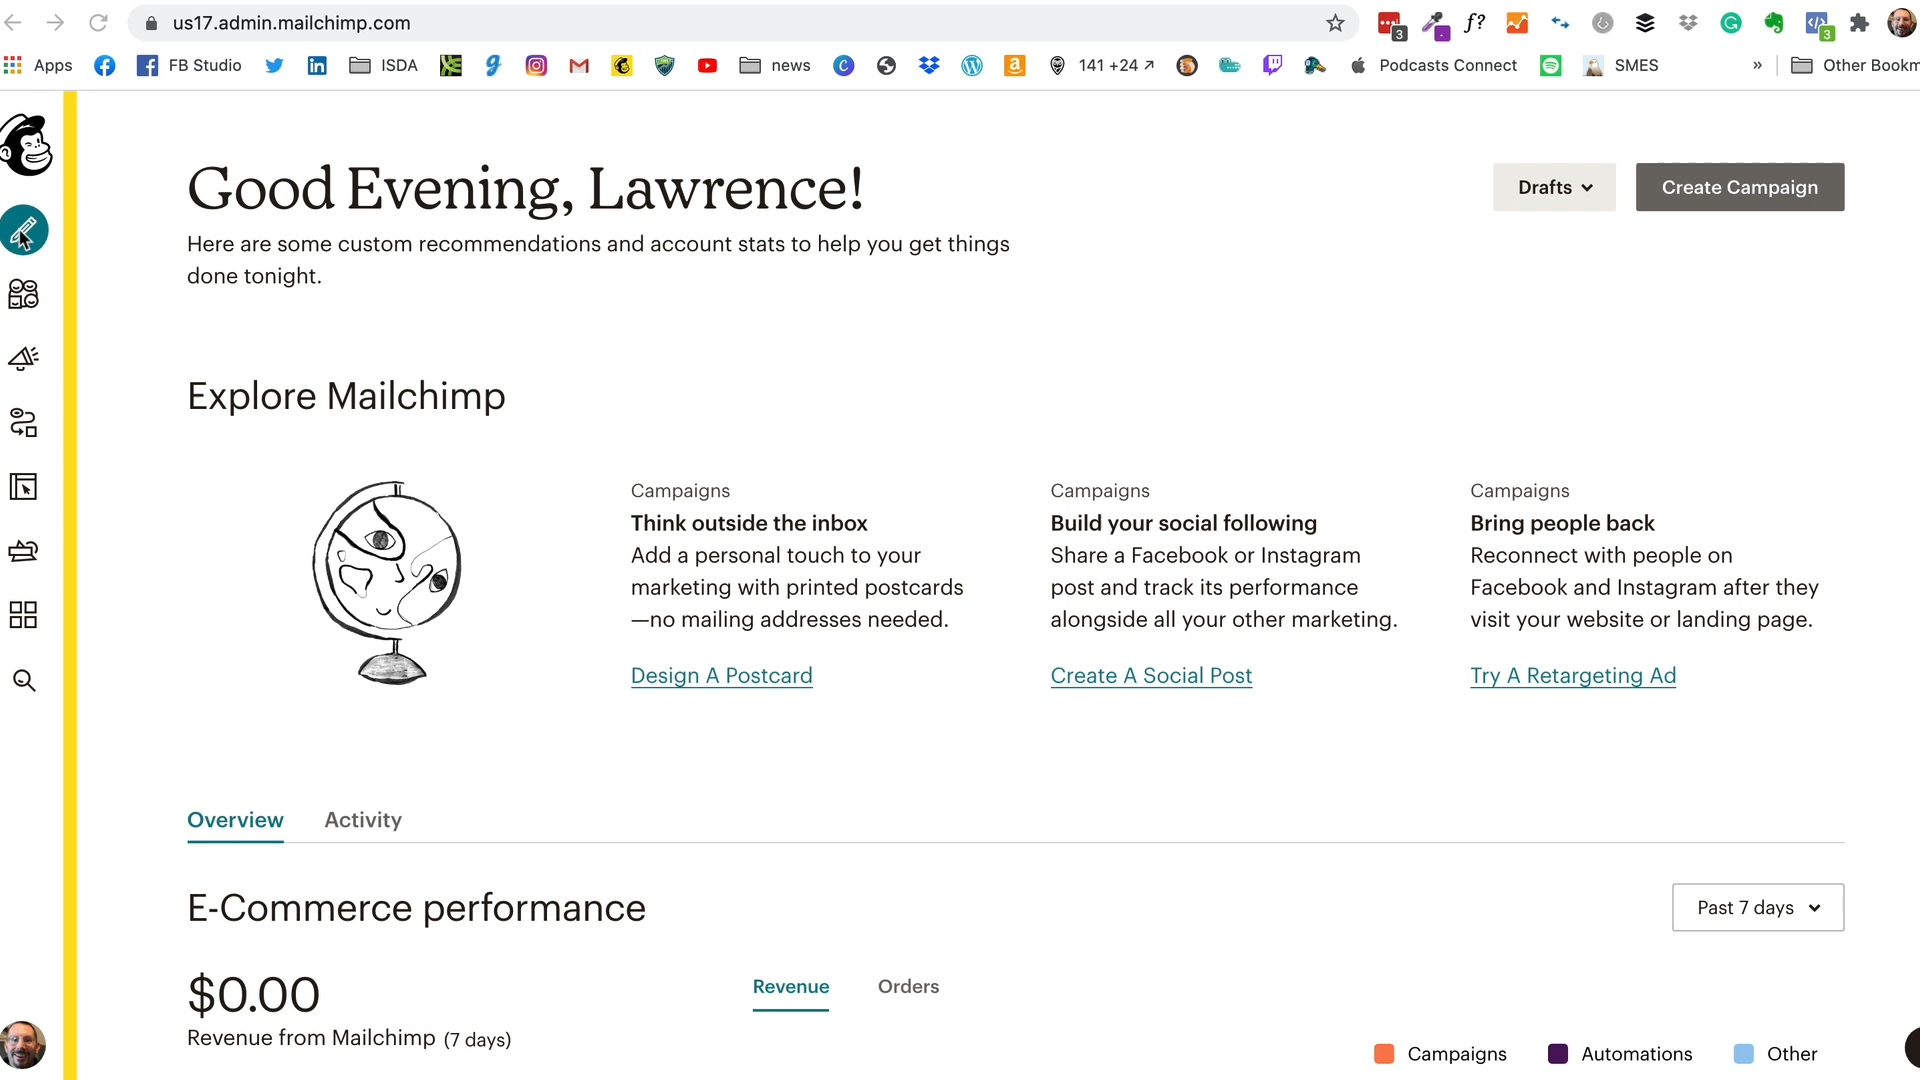 us17.admin.mailchimp.com
f?
3
3
Apps
FB Studio
ISDA
news
141 +24 ↗
Podcasts Connect
SMES
»
Other Bookm
Good Evening, Lawrence!
Drafts
Create Campaign
Here are some custom recommendations and account stats to help you get things
done tonight.
Explore Mailchimp
Campaigns
Think outside the inbox
Add a personal touch to your
marketing with printed postcards
—no mailing addresses needed.
Design A Postcard
Campaigns
Build your social following
Share a Facebook or Instagram
post and track its performance
alongside all your other marketing.
Create A Social Post
Campaigns
Bring people back
Reconnect with people on
Facebook and Instagram after they
visit your website or landing page.
Try A Retargeting Ad
Overview
Activity
E-Commerce performance
Past 7 days
$0.00
Revenue from Mailchimp (7 days)
Revenue
Orders
Campaigns
Automations
Other